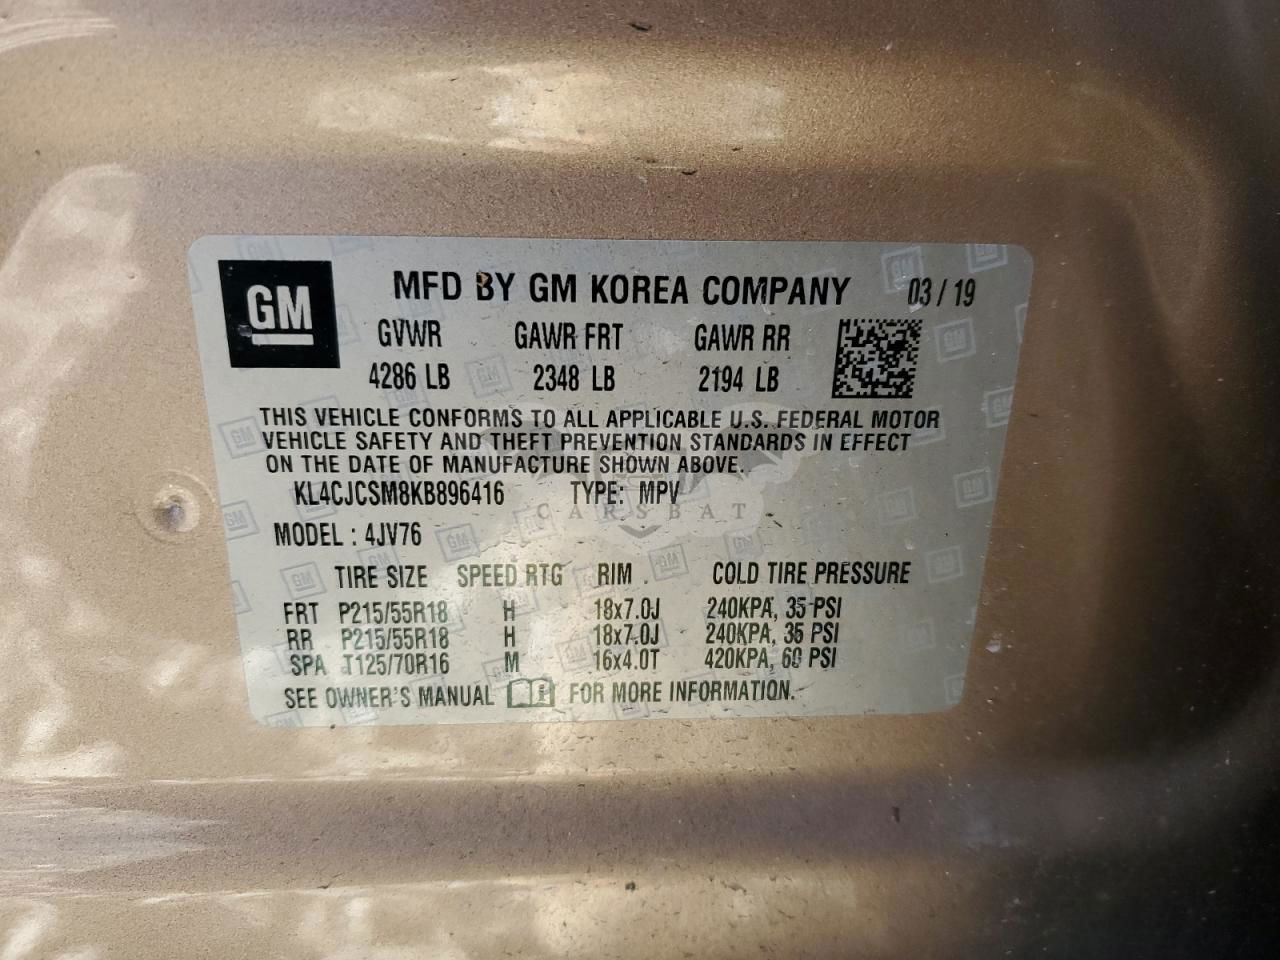 GM
MFD BY GM KOREA COMPANY 03 / 19
GVWR GAWR FRT GAWR RR
4286 LB 2348 LB 2194 LB
THIS VEHICLE CONFORMS TO ALL APPLICABLE U.S. FEDERAL MOTOR
VEHICLE SAFETY AND THEFT PREVENTION STANDARDS IN EFFECT
ON THE DATE OF MANUFACTURE SHOWN ABOVE.
KL4CJCSM8KB896416 TYPE: MPV
CARSBAT
MODEL : 4JV76
TIRE SIZE SPEED RTG RIM COLD TIRE PRESSURE
FRT P215/55R18 H 18x7.0J 240KPA, 35 PSI
RR P215/55R18 H 18x7.0J 240KPA, 35 PSI
SPA T125/70R16 M 16x4.0T 420KPA, 60 PSI
SEE OWNER'S MANUAL FOR MORE INFORMATION.